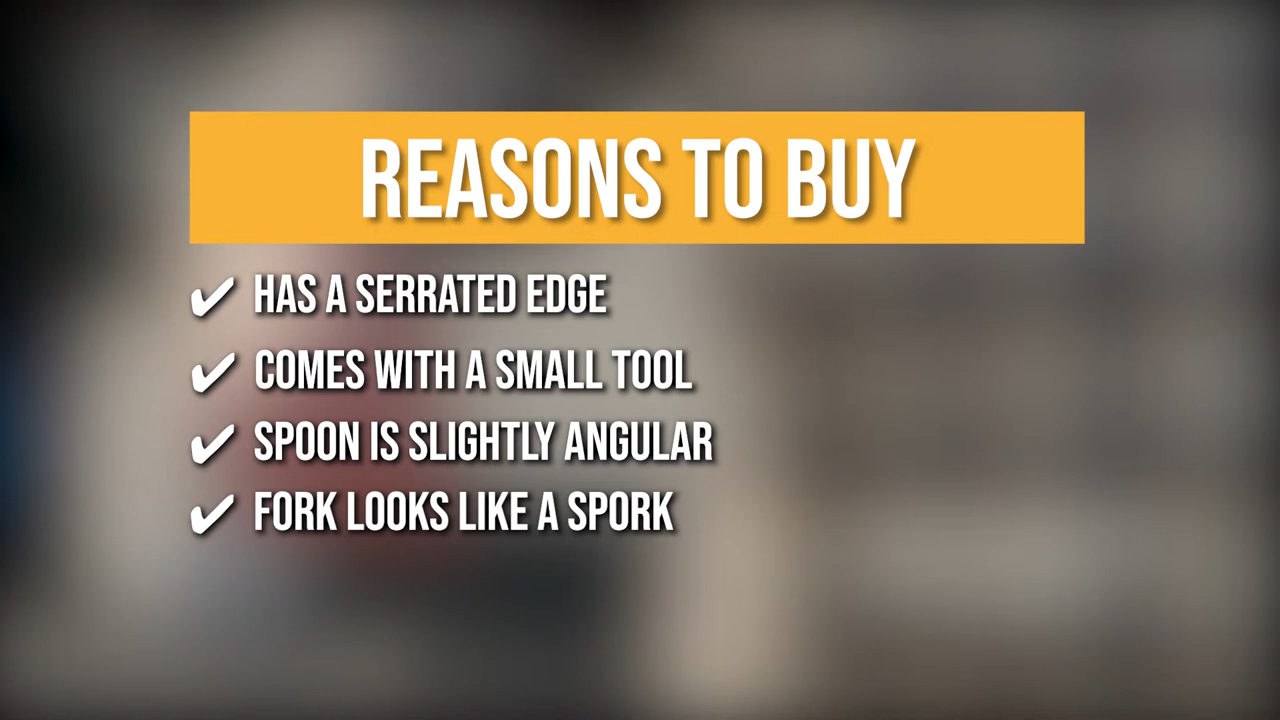 REASONS TO BUY
✔ HAS A SERRATED EDGE
✔ COMES WITH A SMALL TOOL
✔ SPOON IS SLIGHTLY ANGULAR
✔ FORK LOOKS LIKE A SPORK